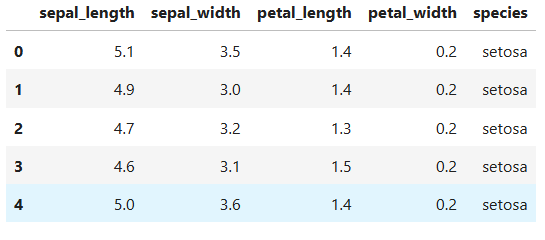 sepal_length sepal_width petal_length petal_width species
0 5.1 3.5 1.4 0.2 setosa
1 4.9 3.0 1.4 0.2 setosa
2 4.7 3.2 1.3 0.2 setosa
3 4.6 3.1 1.5 0.2 setosa
4 5.0 3.6 1.4 0.2 setosa